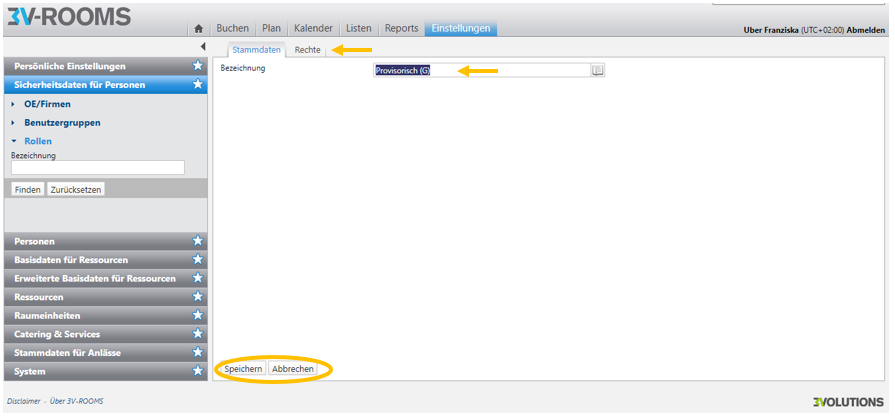 3V-ROOMS
Buchen Plan Kalender Listen Reports Einstellungen
Uber Franziska (UTC+02:00) Abmelden
Stammdaten Rechte
Persönliche Einstellungen
Sicherheitsdaten für Personen
OE/Firmen
Benutzergruppen
Rollen
Bezeichnung
Finden Zurücksetzen
Personen
Basisdaten für Ressourcen
Erweiterte Basisdaten für Ressourcen
Ressourcen
Raumeinheiten
Catering & Services
Stammdaten für Anlässe
System
Bezeichnung Provisorisch (G)
Speichern Abbrechen
Disclaimer - Über 3V-ROOMS
3VOLUTIONS